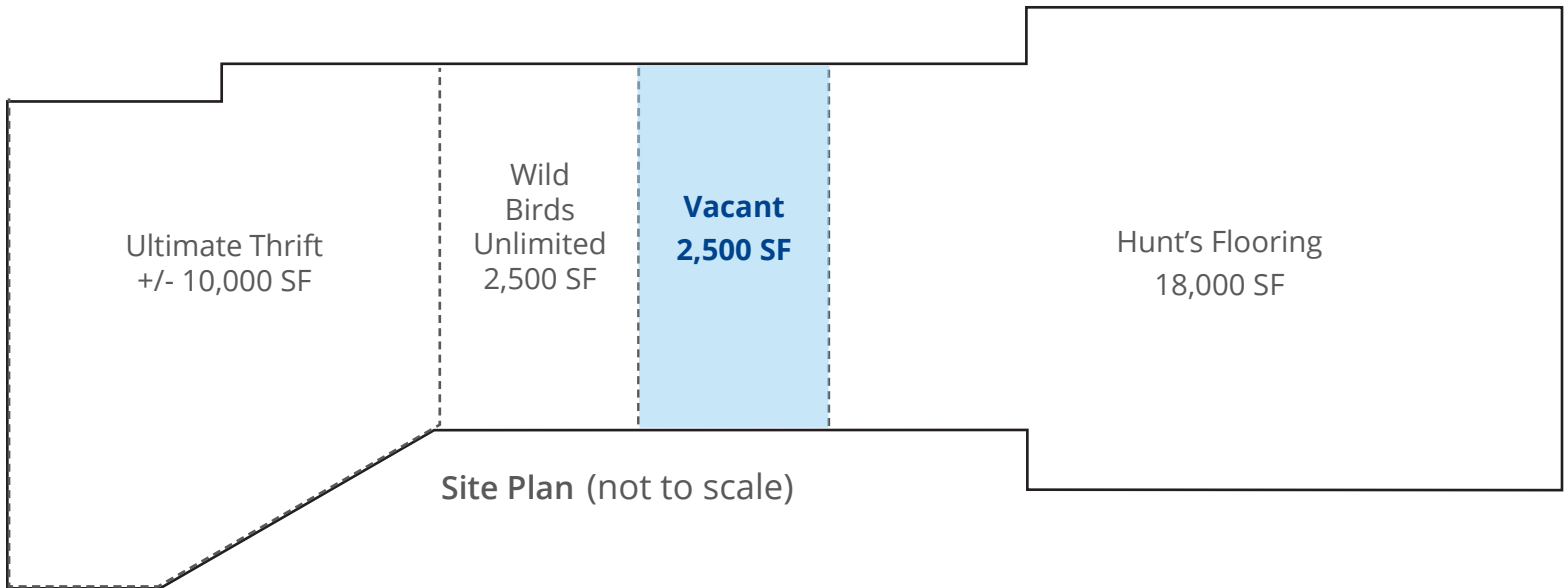 Ultimate Thrift
+/- 10,000 SF
Wild
Birds
Unlimited
2,500 SF
Vacant
2,500 SF
Hunt’s Flooring
18,000 SF
Site Plan (not to scale)